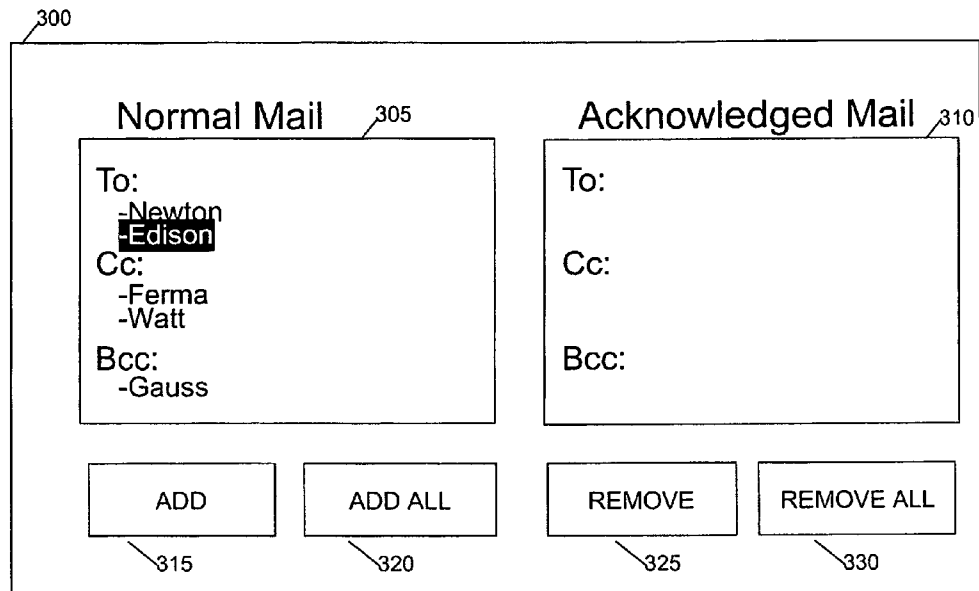 300
Normal Mail
305
To:
-Newton
-Edison
Cc:
-Ferma
-Watt
Bcc:
-Gauss
Acknowledged Mail
310
To:
Cc:
Bcc:
ADD
ADD ALL
REMOVE
REMOVE ALL
315
320
325
330